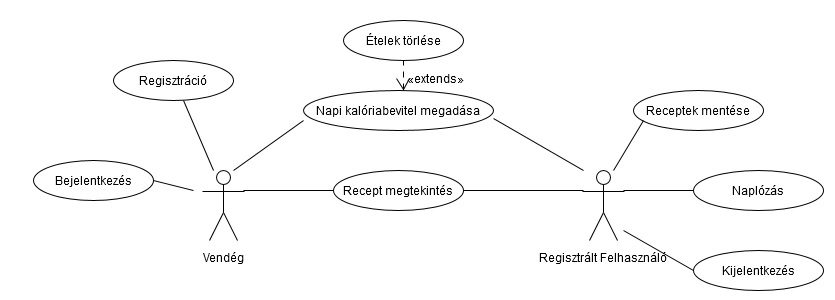 Ételek törlése
«extends»
Regisztráció
Napi kalóriabevitel megadása
Receptek mentése
Bejelentkezés
Recept megtekintés
Naplózás
Vendég
Regisztrált Felhasználó
Kijelentkezés